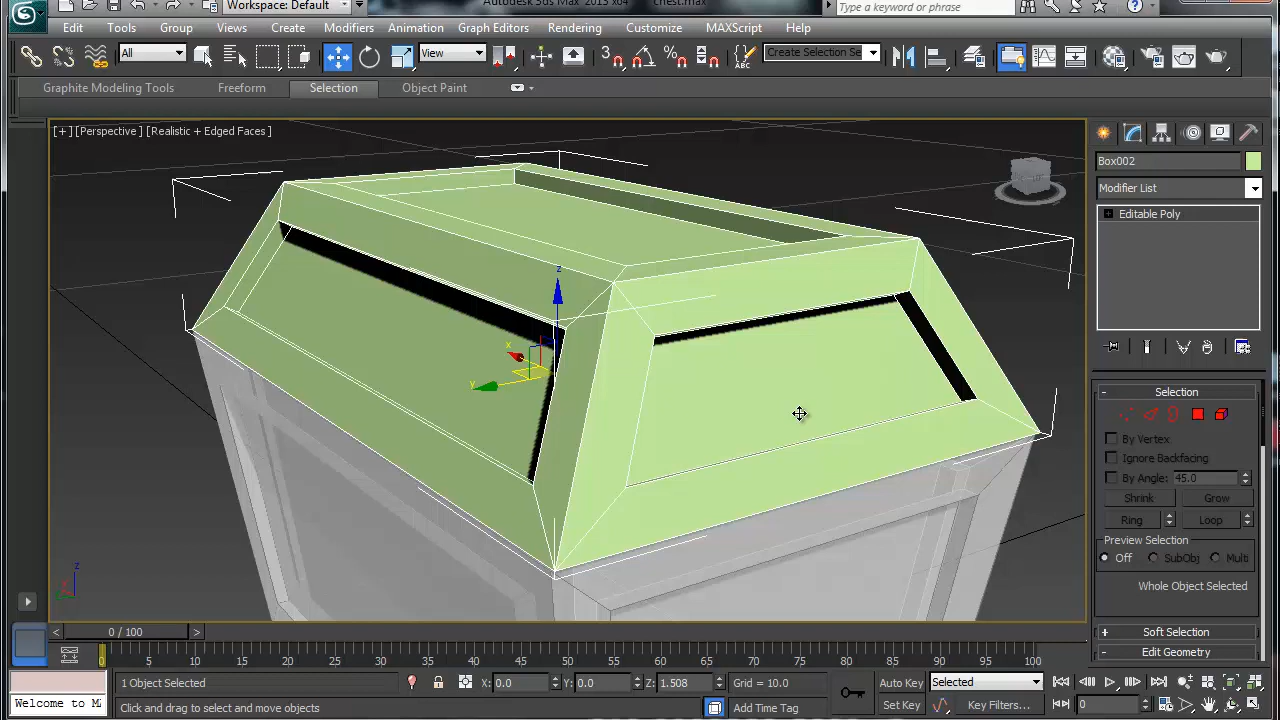 Workspace: Default
Autodesk 3ds Max 2013 x64    chest.max
Type a keyword or phrase
Edit Tools Group Views Create Modifiers Animation Graph Editors Rendering Customize MAXScript Help
All View Create Selection Se
Graphite Modeling Tools Freeform Selection Object Paint
[+][Perspective][Realistic + Edged Faces]
Box002
Modifier List
Editable Poly
z
x
y
- Selection
By Vertex
Ignore Backfacing
By Angle: 45.0
Shrink Grow
Ring Loop
Preview Selection
Off SubObj Multi
Whole Object Selected
+ Soft Selection
- Edit Geometry
z
x
< 0 / 100 >
0 5 10 15 20 25 30 35 40 45 50 55 60 65 70 75 80 85 90 95 100
1 Object Selected X: 0.0 Y: 0.0 Z: 1.508 Grid = 10.0 Auto Key Selected
Welcome to M
Click and drag to select and move objects Add Time Tag Set Key Key Filters... 0